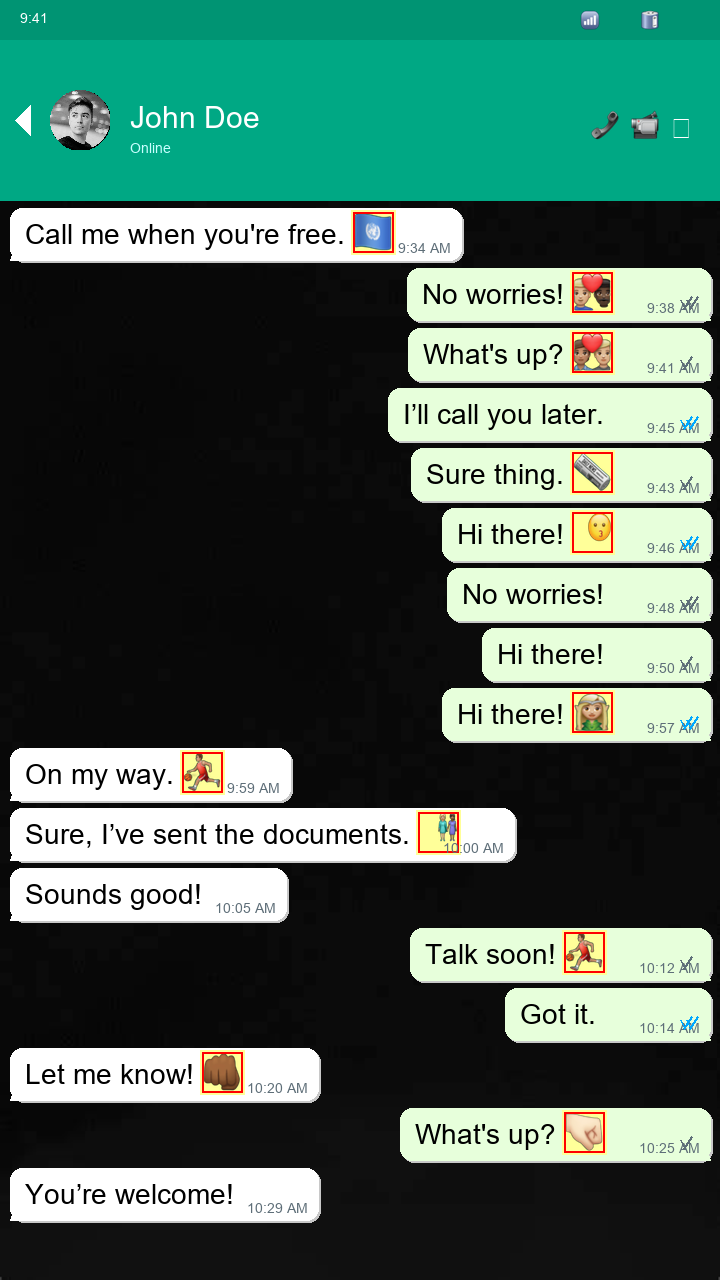 9:41
John Doe
Online
Call me when you're free. 9:34 AM
No worries! 9:38 AM
What's up? 9:41 AM
I’ll call you later. 9:45 AM
Sure thing. 9:43 AM
Hi there! 9:46 AM
No worries! 9:48 AM
Hi there! 9:50 AM
Hi there! 9:57 AM
On my way. 9:59 AM
Sure, I’ve sent the documents. 10:00 AM
Sounds good! 10:05 AM
Talk soon! 10:12 AM
Got it. 10:14 AM
Let me know! 10:20 AM
What's up? 10:25 AM
You’re welcome! 10:29 AM